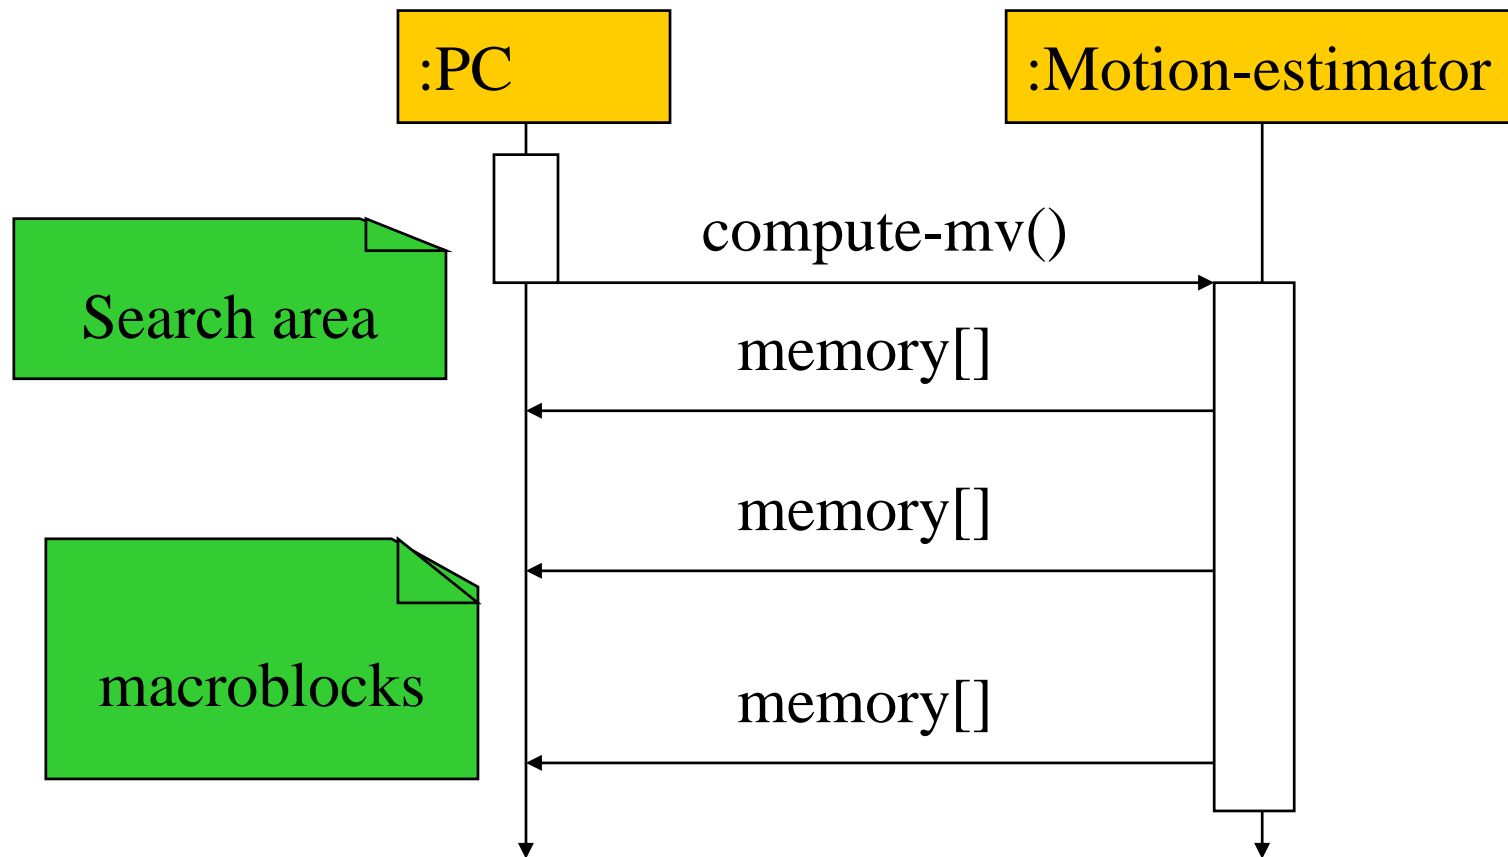 :PC
:Motion-estimator
compute-mv()
Search area
memory[]
memory[]
macroblocks
memory[]